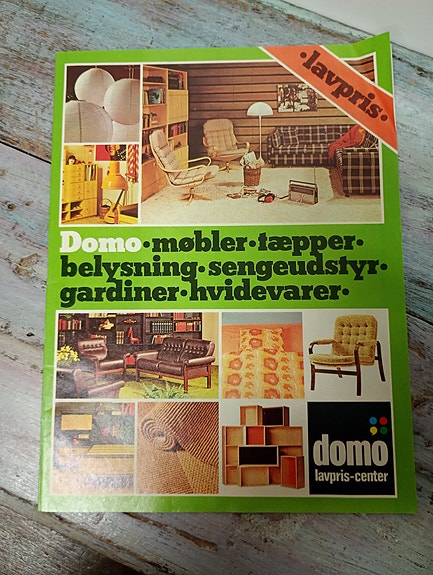 •lavpris•
Domo•møbler•tæpper•
belysning•sengeudstyr•
gardiner•hvidevarer•
domo
lavpris-center